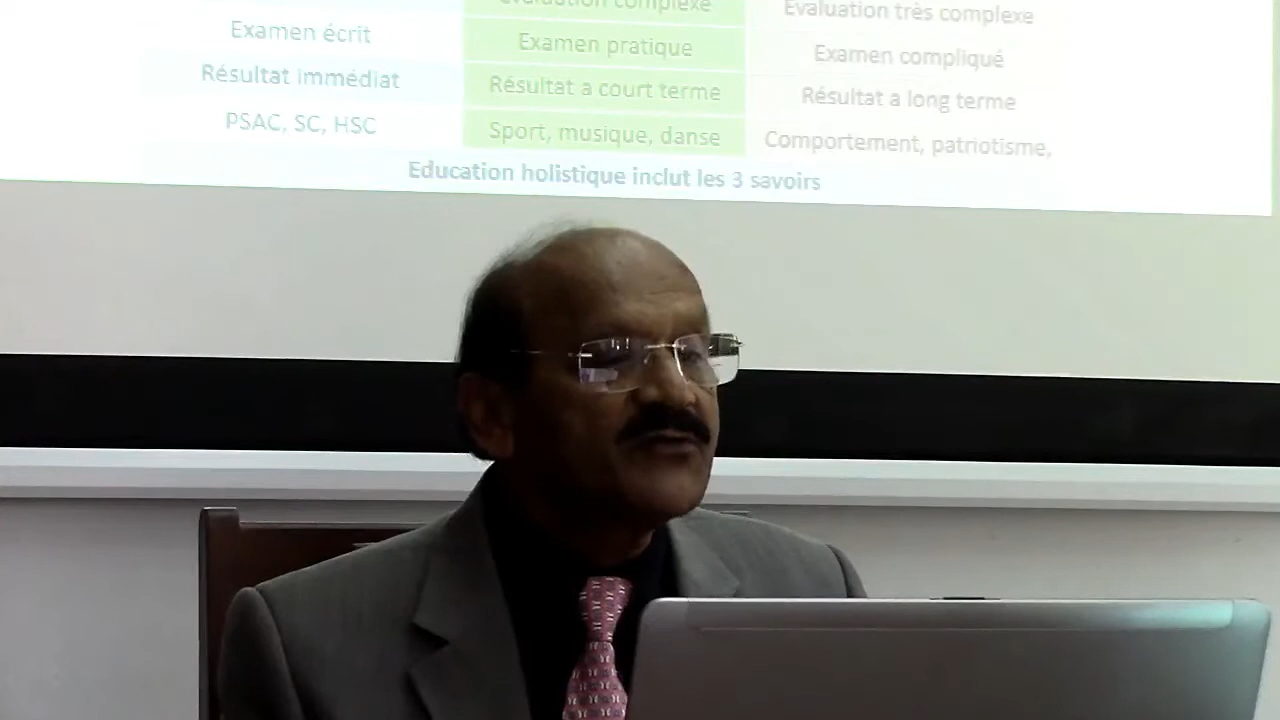 Evaluation complexe Evaluation très complexe
Examen écrit Examen pratique Examen compliqué
Résultat immédiat Résultat a court terme Résultat a long terme
PSAC, SC, HSC Sport, musique, danse Comportement, patriotisme,
Education holistique inclut les 3 savoirs